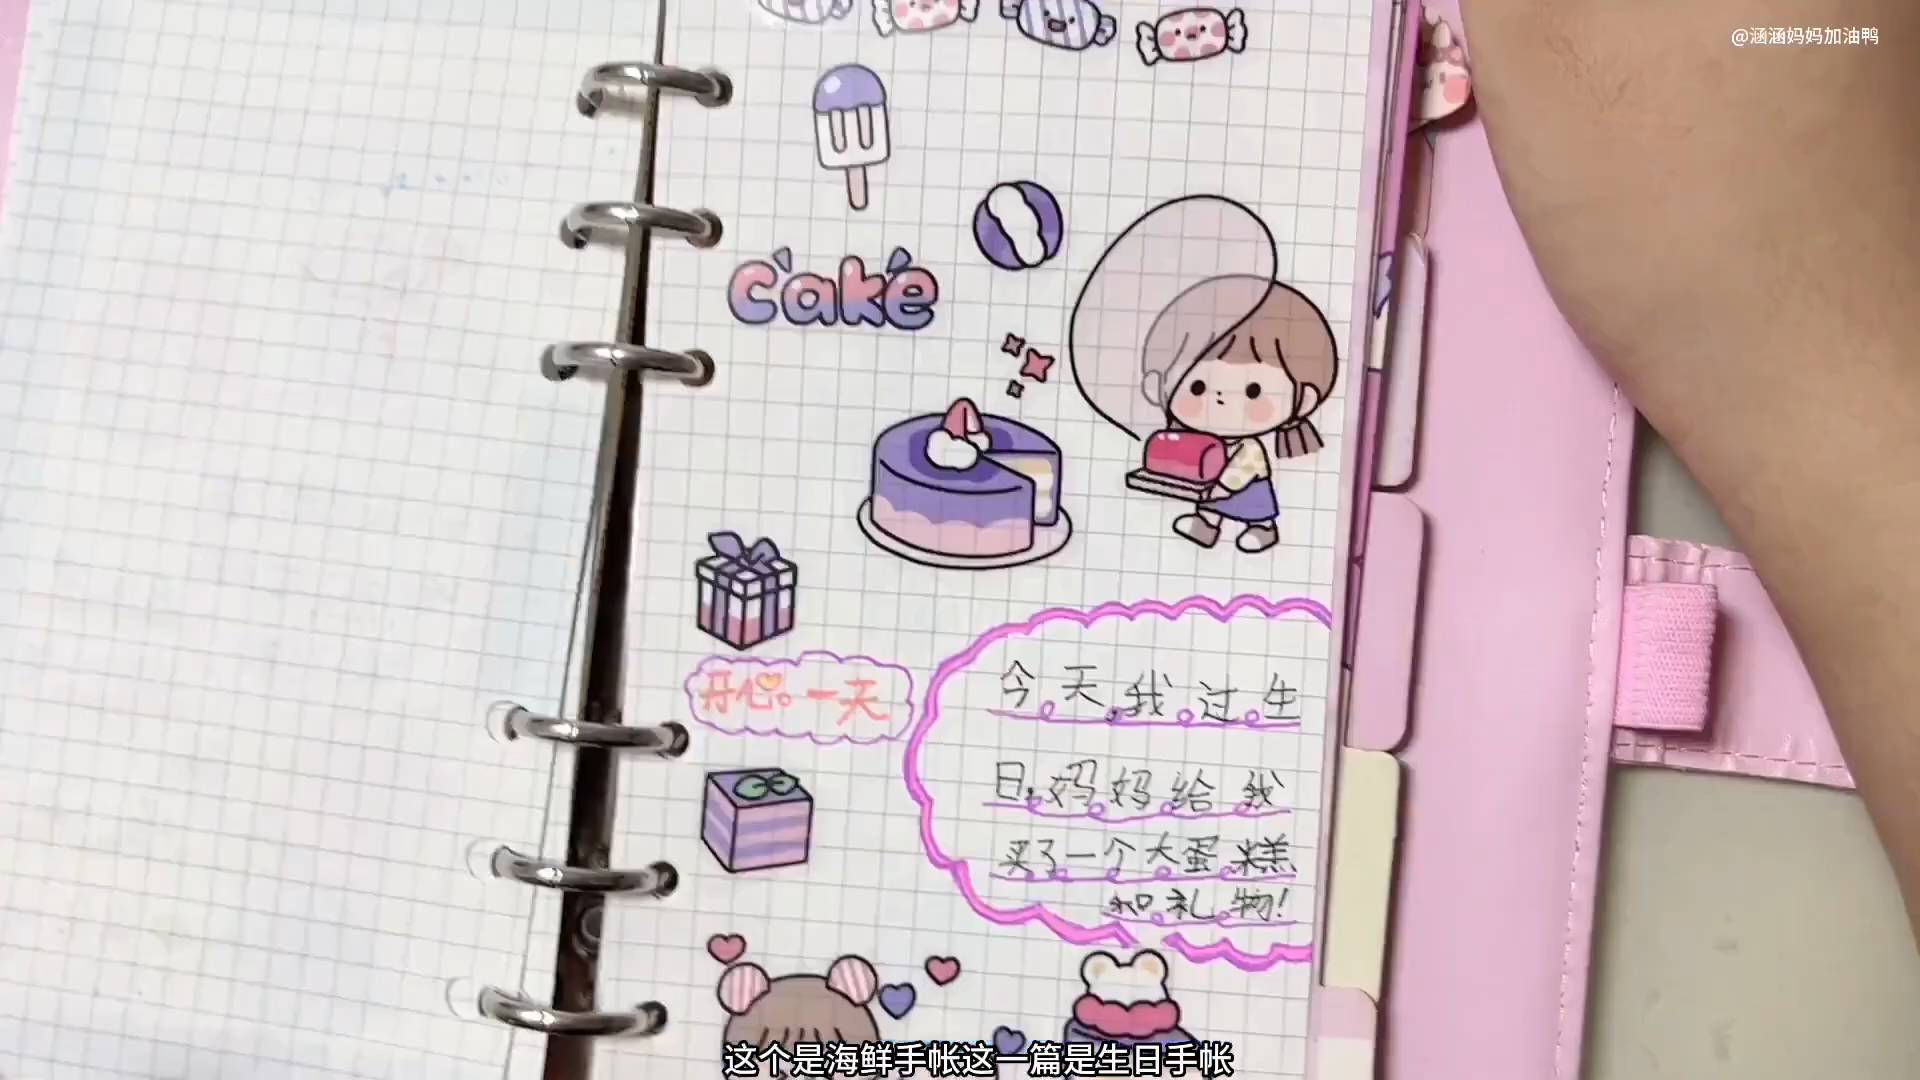 @涵涵妈妈加油鸭
cake
开心一天
今天我过生
日,妈妈给我
买了一个大蛋糕
和礼物!
这个是海鲜手帐这一篇是生日手帐